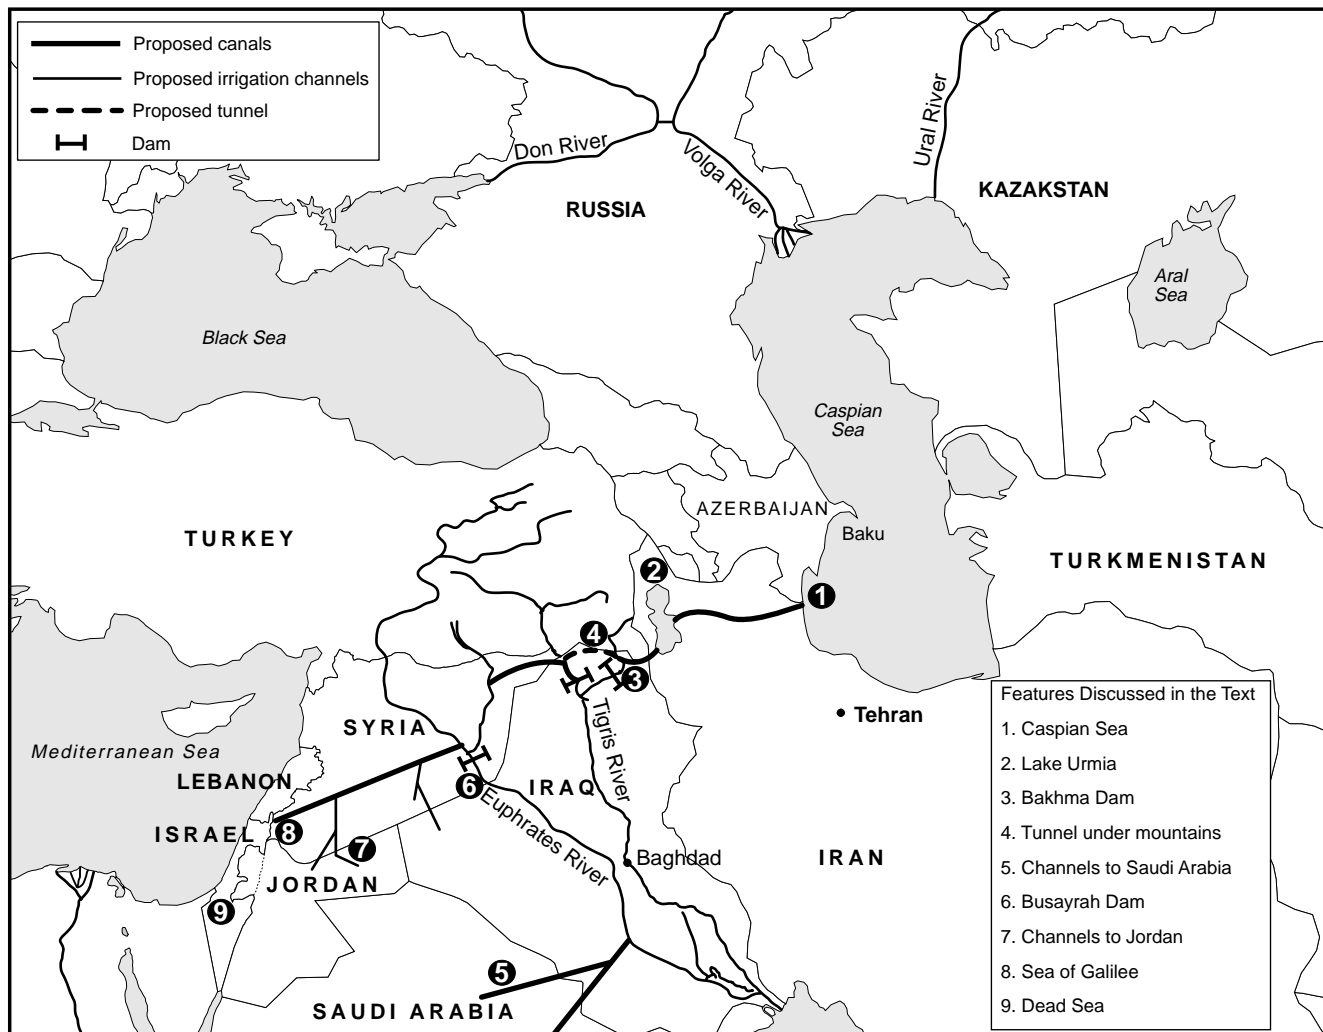 Proposed canals
Proposed irrigation channels
Proposed tunnel
Dam
Don River
Volga River
Ural River
RUSSIA
KAZAKSTAN
Aral
Sea
Black Sea
Caspian
Sea
AZERBAIJAN
Baku
TURKEY
TURKMENISTAN
2
1
4
3
Tigris River
Tehran
SYRIA
Mediterranean Sea
LEBANON
6
IRAQ
Euphrates River
ISRAEL
8
7
Baghdad
IRAN
JORDAN
9
5
SAUDI ARABIA
Features Discussed in the Text
1. Caspian Sea
2. Lake Urmia
3. Bakhma Dam
4. Tunnel under mountains
5. Channels to Saudi Arabia
6. Busayrah Dam
7. Channels to Jordan
8. Sea of Galilee
9. Dead Sea